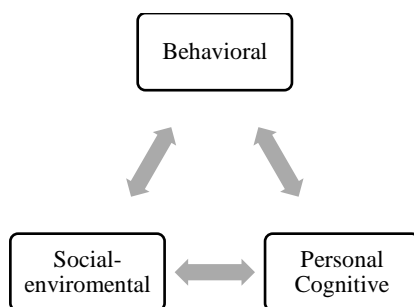 Behavioral
Social-
enviromental
Personal
Cognitive